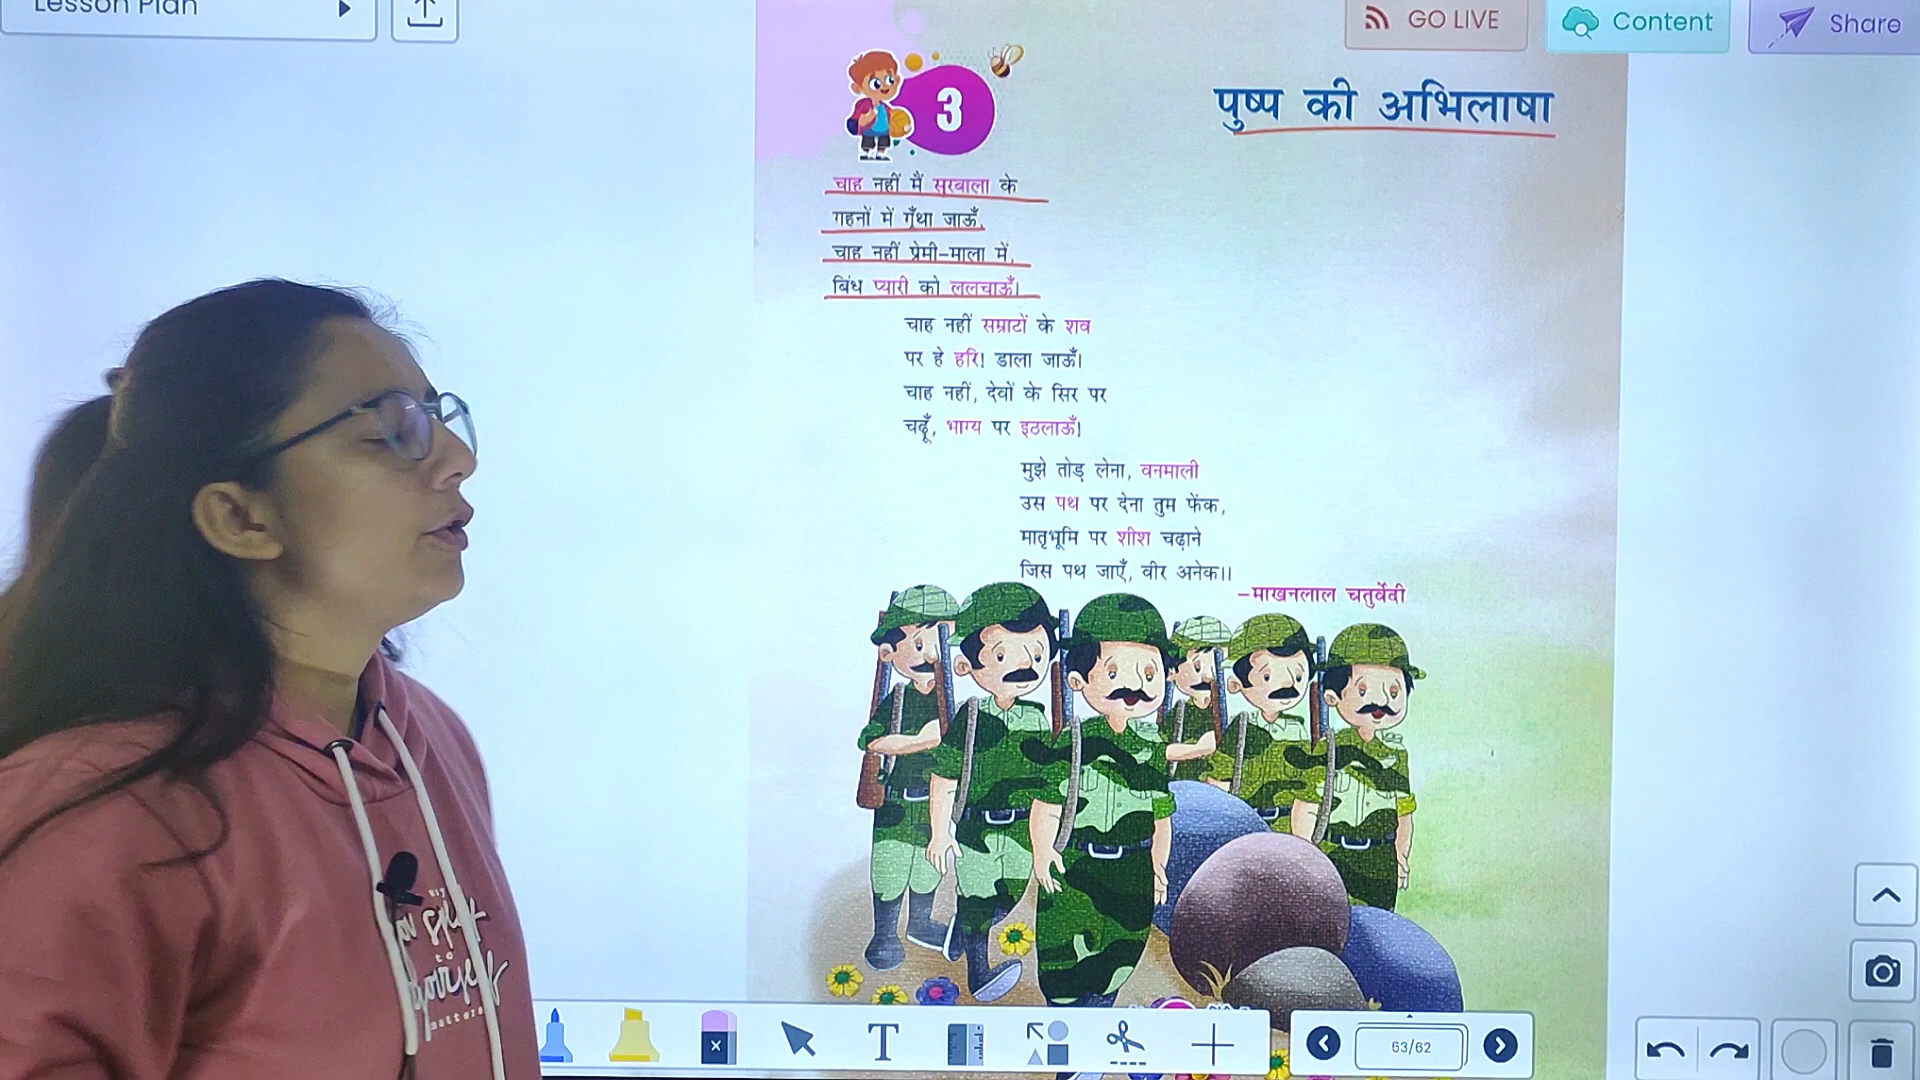 Lesson Plan
GO LIVE
Content
Share
3
पुष्प की अभिलाषा
चाह नहीं मैं सुरबाला के
गहनों में गूँथा जाऊँ,
चाह नहीं प्रेमी-माला में,
बिंध प्यारी को ललचाऊँ।
चाह नहीं सम्राटों के शव
पर हे हरि! डाला जाऊँ।
चाह नहीं, देवों के सिर पर
चढ़ूँ, भाग्य पर इठलाऊँ!
मुझे तोड़ लेना, वनमाली
उस पथ पर देना तुम फेंक,
मातृभूमि पर शीश चढ़ाने
जिस पथ जाएँ, वीर अनेक।।
-माखनलाल चतुर्वेदी
matters
T
53/62